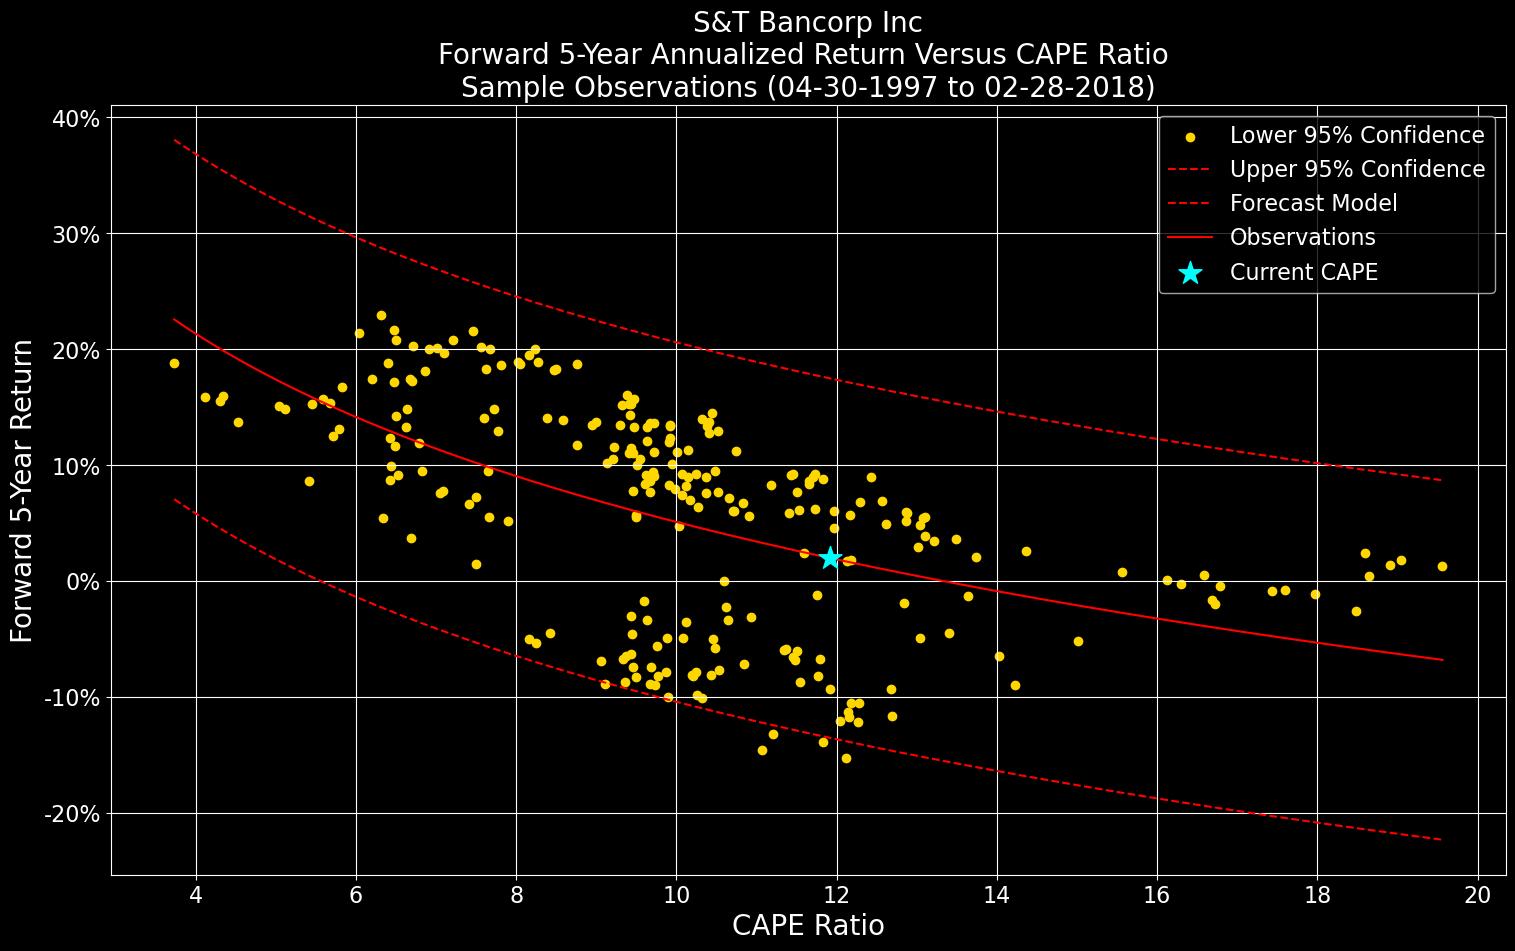 S&T Bancorp Inc
Forward 5-Year Annualized Return Versus CAPE Ratio
Sample Observations (04-30-1997 to 02-28-2018)
Lower 95% Confidence
Upper 95% Confidence
Forecast Model
Observations
Current CAPE
Forward 5-Year Return
40%
30%
20%
10%
0%
-10%
-20%
4 6 8 10 12 14 16 18 20
CAPE Ratio